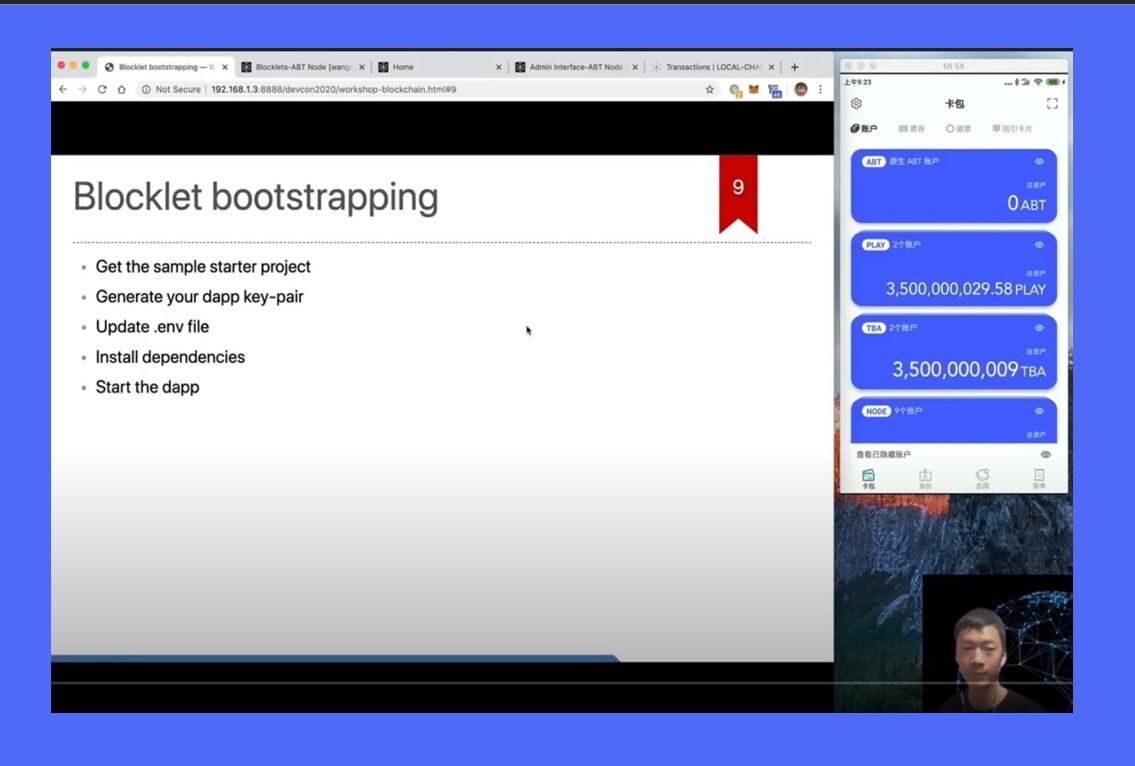 Blocklet bootstrapping — W
Blocklets-ABT Node [wang
Home
Admin Interface-ABT Node
Transactions | LOCAL-CHA
Not Secure | 192.168.1.3:8888/devcon2020/workshop-blockchain.html#9
Blocklet bootstrapping
9
Get the sample starter project
Generate your dapp key-pair
Update .env file
Install dependencies
Start the dapp
MI 5X
上午9:23
卡包
账户
票券
徽章
指引卡片
ABT 原生 ABT 账户
总资产
0 ABT
PLAY 2个账户
总资产
3,500,000,029.58 PLAY
TBA 2个账户
总资产
3,500,000,009 TBA
NODE 9个账户
总资产
查看已隐藏账户
卡包
身份
应用
账单